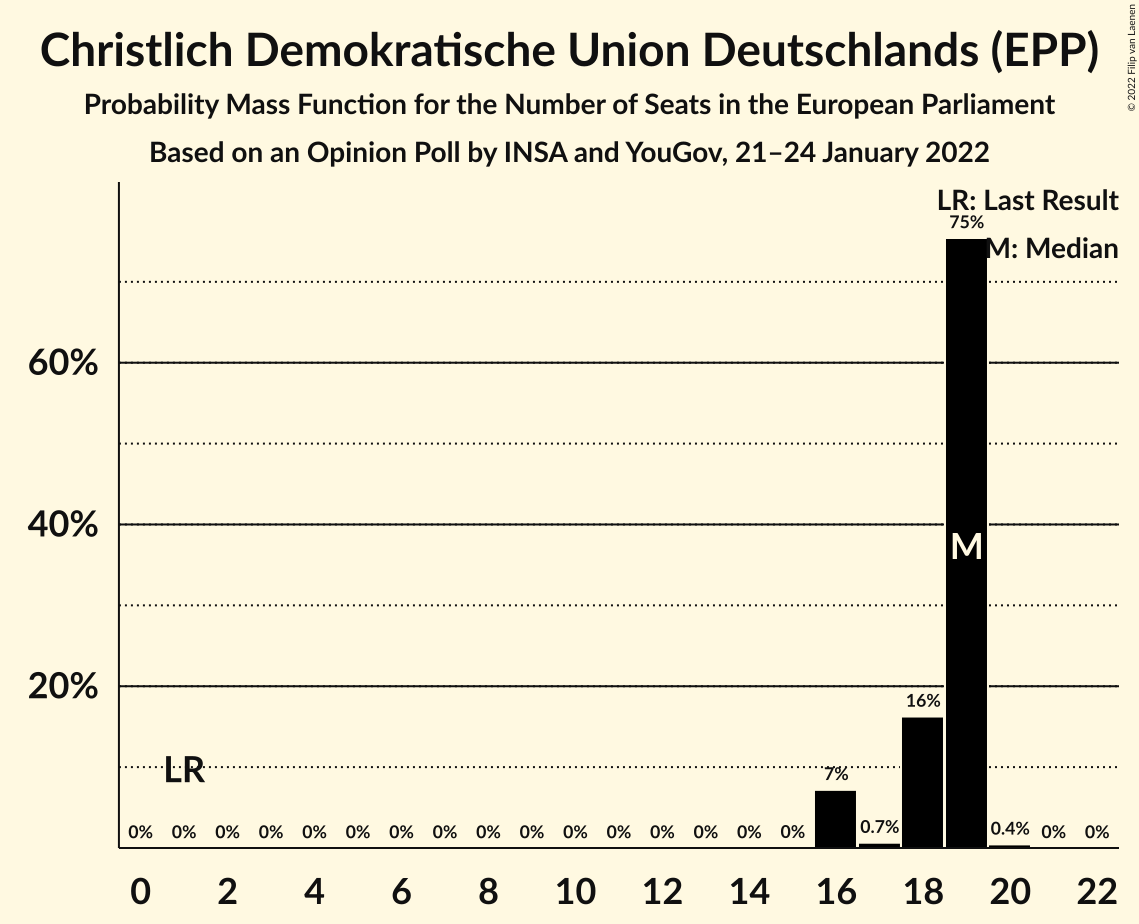 Christlich Demokratische Union Deutschlands (EPP)
Probability Mass Function for the Number of Seats in the European Parliament
Based on an Opinion Poll by INSA and YouGov, 21–24 January 2022
© 2022 Filip van Laenen
LR: Last Result
75%
M: Median
60%
40%
M
20%
16%
LR
7%
0% 0% 0% 0% 0% 0% 0% 0% 0% 0% 0% 0% 0% 0% 0% 0% 0.7% 0.4% 0% 0%
0 2 4 6 8 10 12 14 16 18 20 22